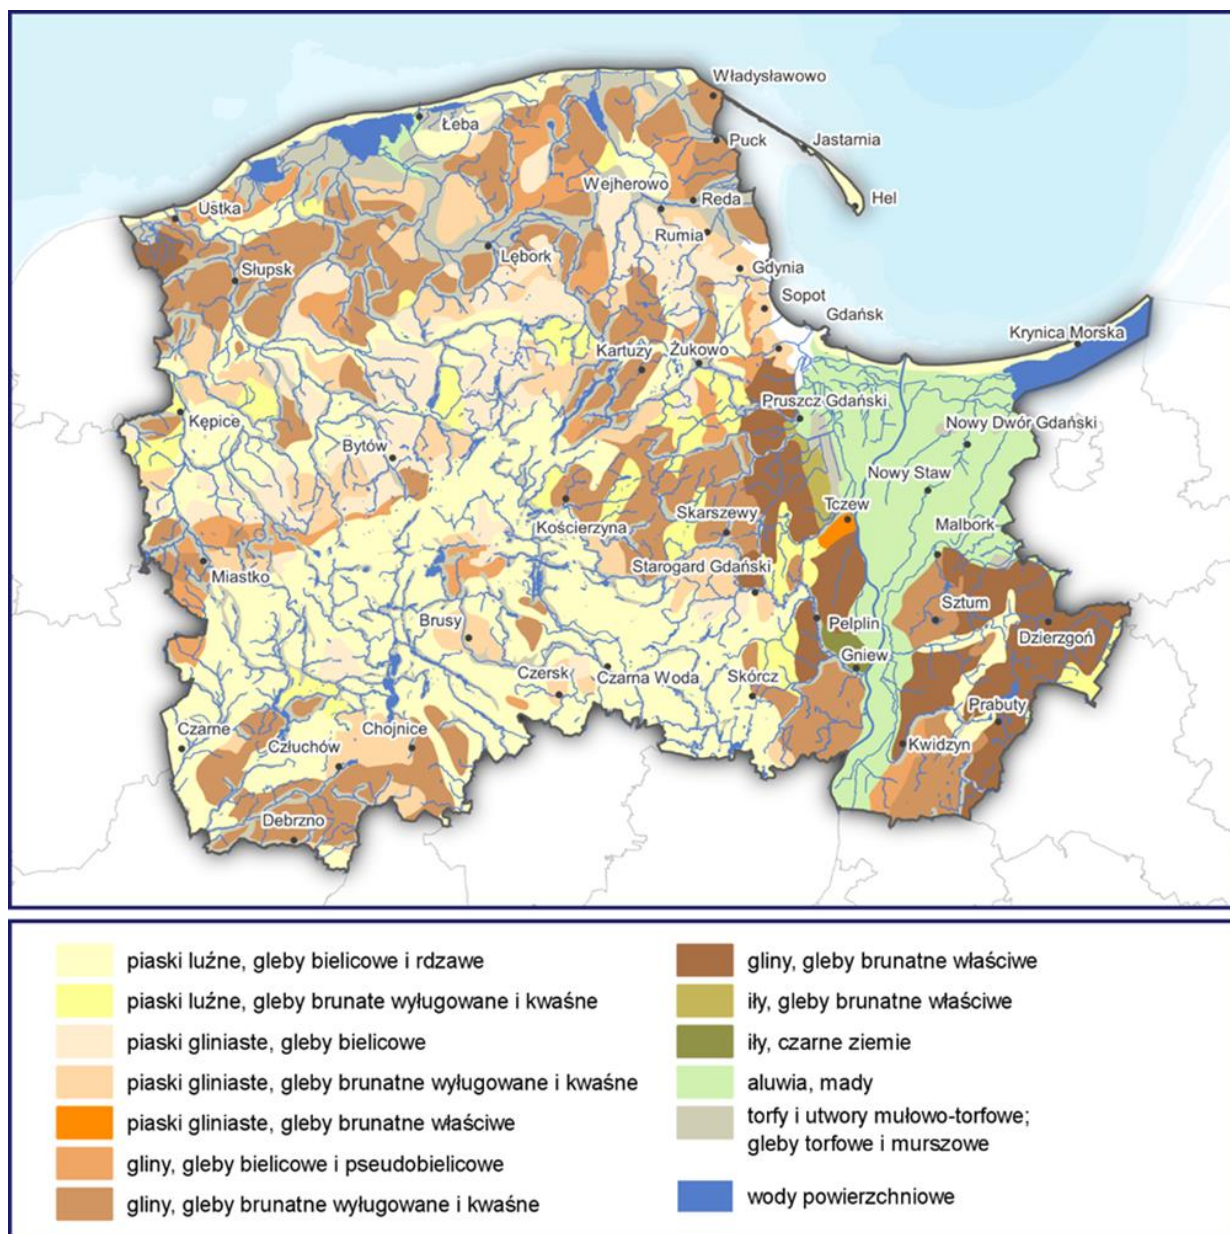 Władysławowo
Łeba
Puck
Jastarnia
Wejherowo
Reda
Hel
Ustka
Rumia
Lębork
Słupsk
Gdynia
Sopot
Gdańsk
Krynica Morska
Kartuzy
Żukowo
Kępice
Pruszcz Gdański
Nowy Dwór Gdański
Bytów
Nowy Staw
Kościerzyna
Skarszewy
Tczew
Malbork
Miastko
Starogard Gdański
Sztum
Brusy
Pelplin
Dzierzgoń
Gniew
Czersk
Czarna Woda
Skórcz
Prabuty
Czarne
Chojnice
Człuchów
Kwidzyn
Debrzno
piaski luźne, gleby bielicowe i rdzawe
piaski luźne, gleby brunate wyługowane i kwaśne
piaski gliniaste, gleby bielicowe
piaski gliniaste, gleby brunatne wyługowane i kwaśne
piaski gliniaste, gleby brunatne właściwe
gliny, gleby bielicowe i pseudobielicowe
gliny, gleby brunatne wyługowane i kwaśne
gliny, gleby brunatne właściwe
iły, gleby brunatne właściwe
iły, czarne ziemie
aluwia, mady
torfy i utwory mułowo-torfowe;
gleby torfowe i murszowe
wody powierzchniowe